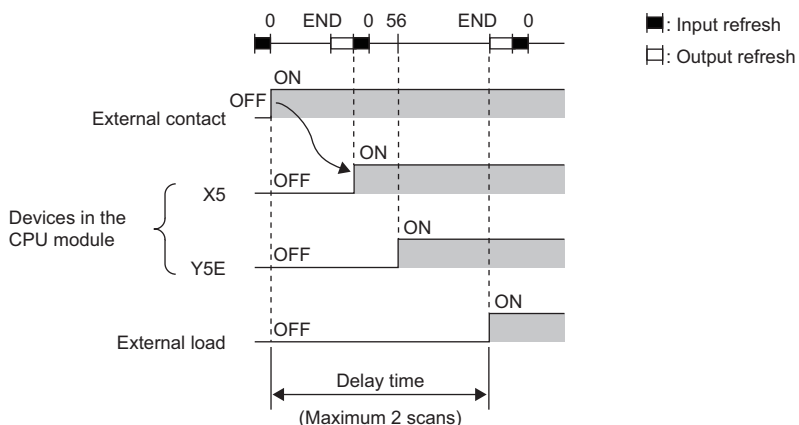 0 END 0 56 END 0
: Input refresh
: Output refresh
ON
OFF
External contact
ON
OFF
X5
Devices in the
CPU module
ON
OFF
Y5E
ON
OFF
External load
Delay time
(Maximum 2 scans)